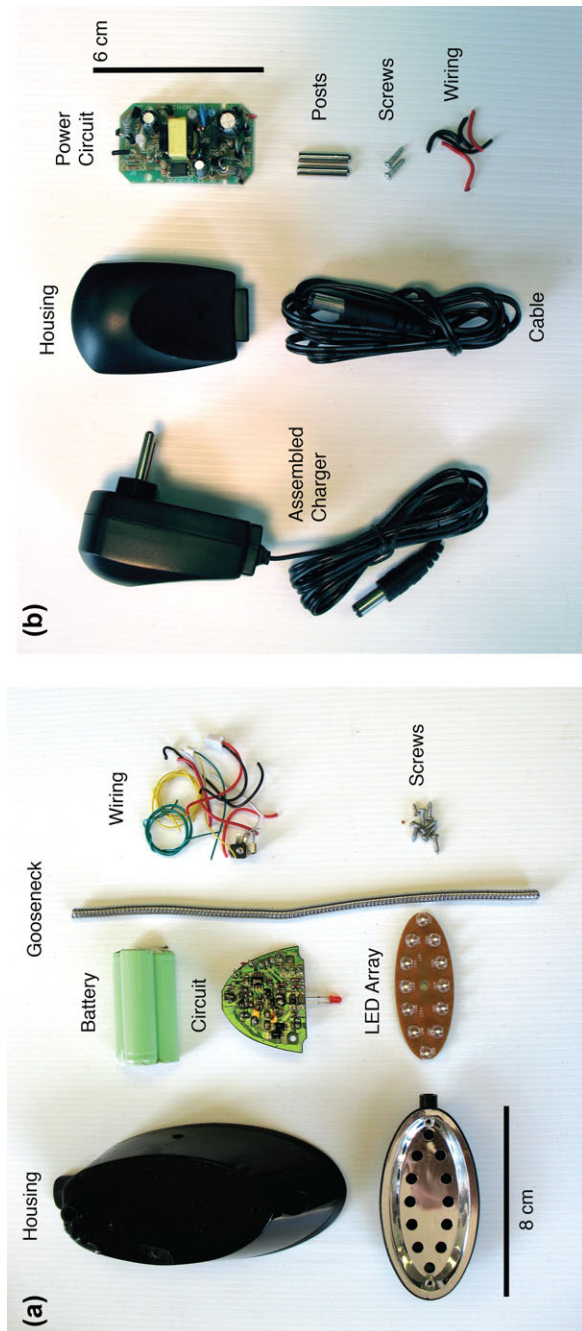 (a)
Housing
Battery
Circuit
Gooseneck
Wiring
LED Array
Screws
8 cm
(b)
Housing
Power
Circuit
6 cm
Assembled
Charger
Cable
Posts
Screws
Wiring